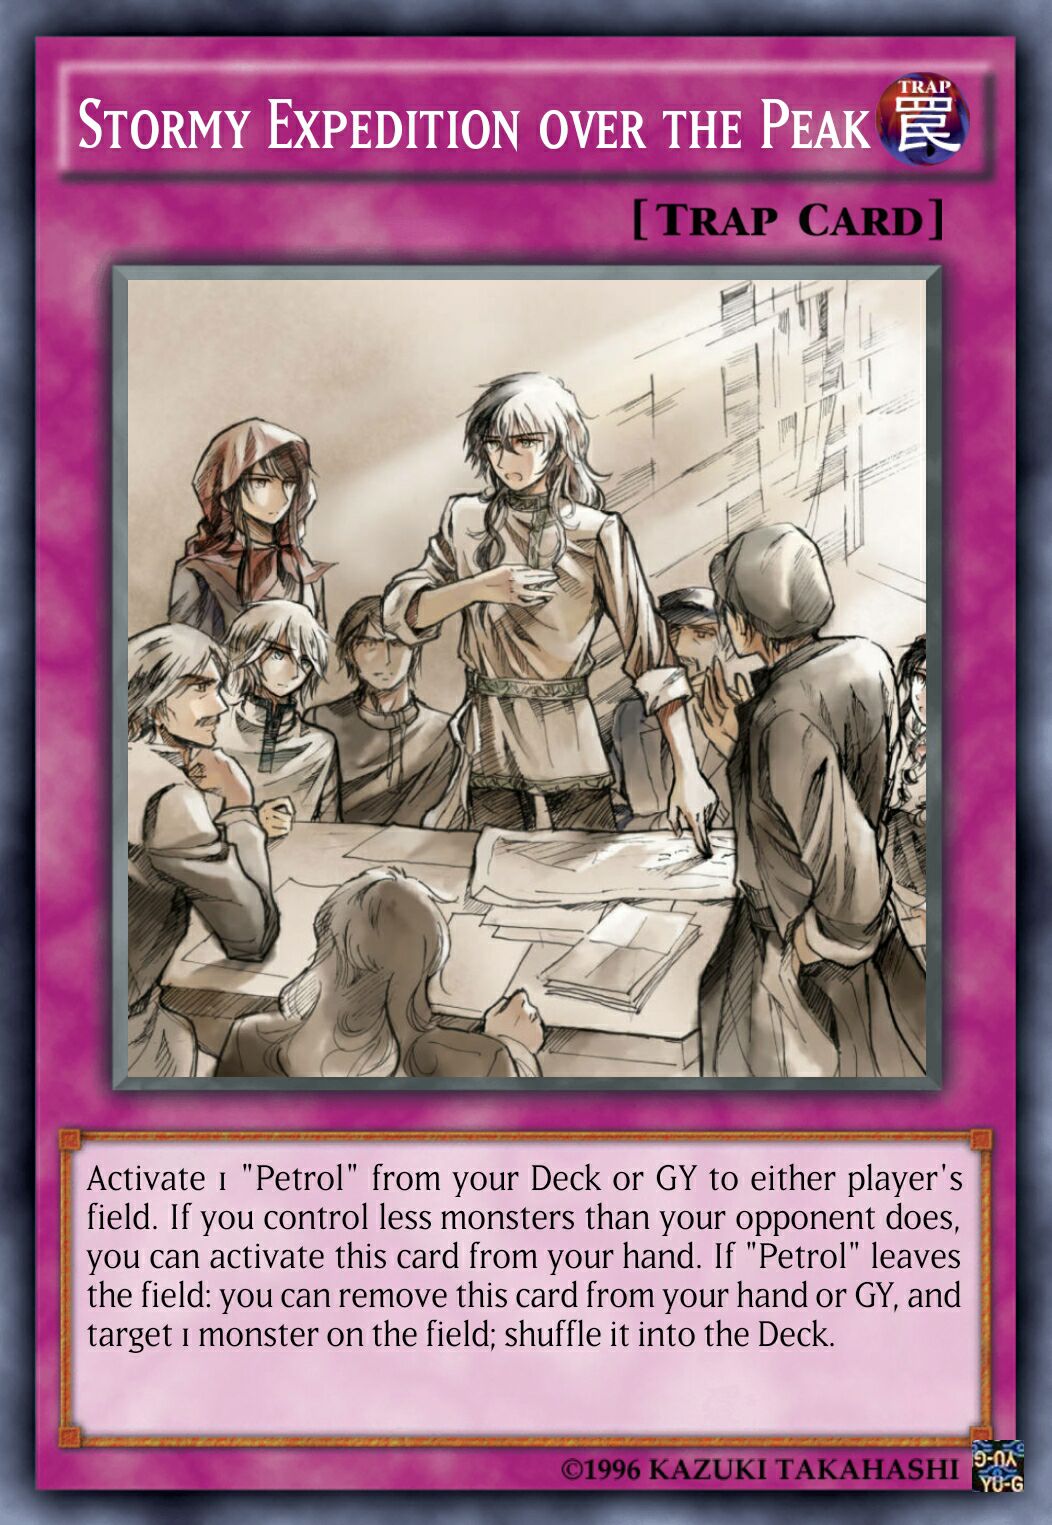 Stormy Expedition over the Peak
TRAP
罠
[Trap Card]
Activate 1 "Petrol" from your Deck or GY to either player's
field. If you control less monsters than your opponent does,
you can activate this card from your hand. If "Petrol" leaves
the field: you can remove this card from your hand or GY, and
target 1 monster on the field; shuffle it into the Deck.
©1996 KAZUKI TAKAHASHI
YU-G
YU-G